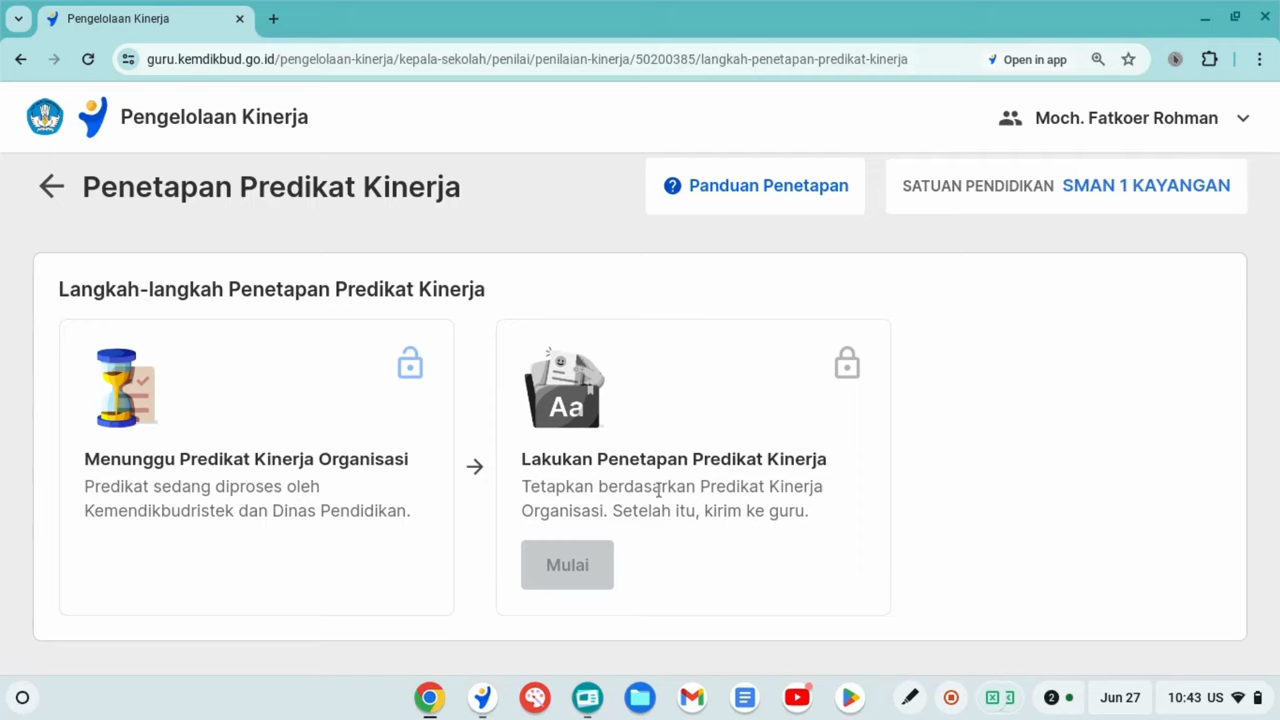 Pengelolaan Kinerja
guru.kemdikbud.go.id/pengelolaan-kinerja/kepala-sekolah/penilai/penilaian-kinerja/50200385/langkah-penetapan-predikat-kinerja
Open in app
Pengelolaan Kinerja
Moch. Fatkoer Rohman
Penetapan Predikat Kinerja
? Panduan Penetapan
SATUAN PENDIDIKAN SMAN 1 KAYANGAN
Langkah-langkah Penetapan Predikat Kinerja
Menunggu Predikat Kinerja Organisasi
Predikat sedang diproses oleh
Kemendikbudristek dan Dinas Pendidikan.
Aa
Lakukan Penetapan Predikat Kinerja
Tetapkan berdasarkan Predikat Kinerja
Organisasi. Setelah itu, kirim ke guru.
Mulai
2
Jun 27
10:43 US